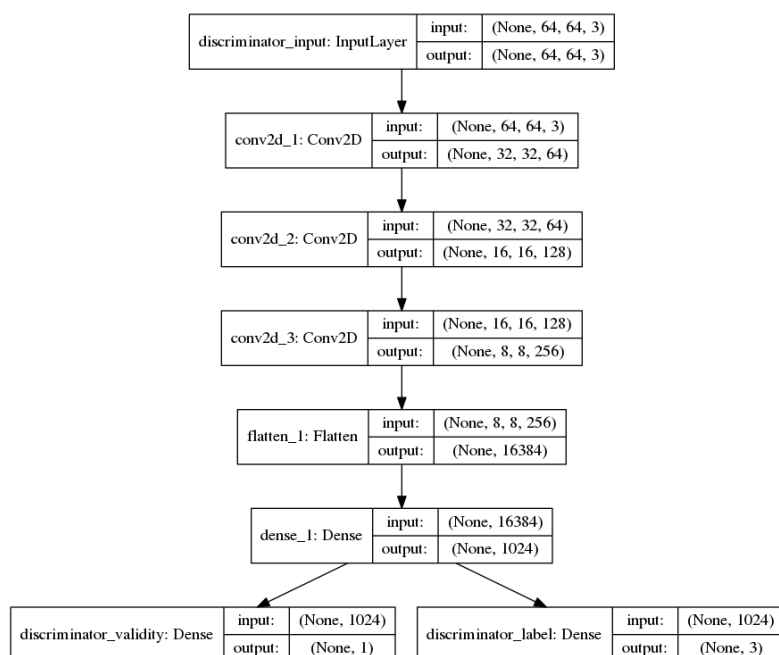 discriminator_input: InputLayer
input: (None, 64, 64, 3)
output: (None, 64, 64, 3)
conv2d_1: Conv2D
input: (None, 64, 64, 3)
output: (None, 32, 32, 64)
conv2d_2: Conv2D
input: (None, 32, 32, 64)
output: (None, 16, 16, 128)
conv2d_3: Conv2D
input: (None, 16, 16, 128)
output: (None, 8, 8, 256)
flatten_1: Flatten
input: (None, 8, 8, 256)
output: (None, 16384)
dense_1: Dense
input: (None, 16384)
output: (None, 1024)
discriminator_validity: Dense
input: (None, 1024)
output: (None, 1)
discriminator_label: Dense
input: (None, 1024)
output: (None, 3)